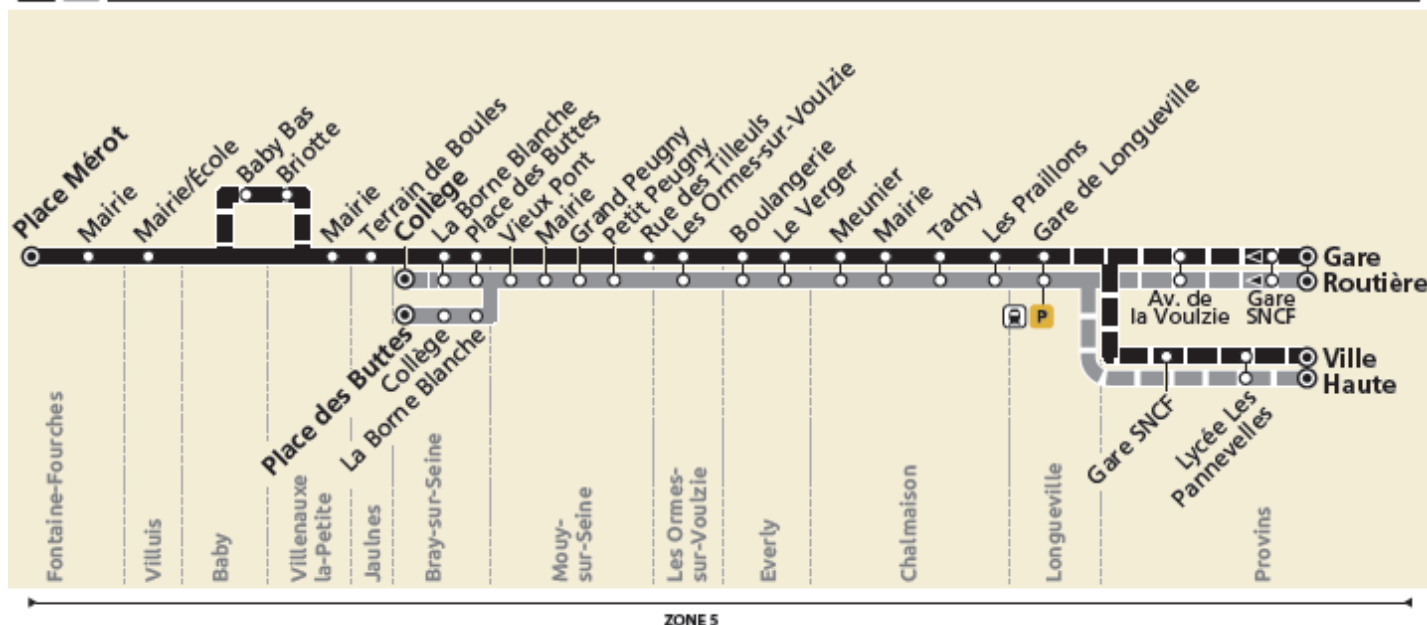 Place Mérot
Mairie
Mairie/École
Baby Bas
Briotte
Mairie
Terrain de Boules
Collège
La Borne Blanche
Place des Buttes
Vieux Pont
Mairie
Grand Peugny
Petit Peugny
Rue des Tilleuls
Les Ormes-sur-Voulzie
Boulangerie
Le Verger
Meunier
Mairie
Tachy
Les Praillons
Gare de Longueville
Gare
Routière
Av. de
la Voulzie
Gare
SNCF
P
Ville
Haute
Place des Buttes
Collège
La Borne Blanche
Gare SNCF
Lycée Les
Pannevelles
Fontaine-Fourches
Villuis
Baby
Villenauxe
la-Petite
Jaulnes
Bray-sur-Seine
Mouy-
sur-Seine
Les Ormes-
sur-Voulzie
Everly
Chalmaison
Longueville
Provins
ZONE 5